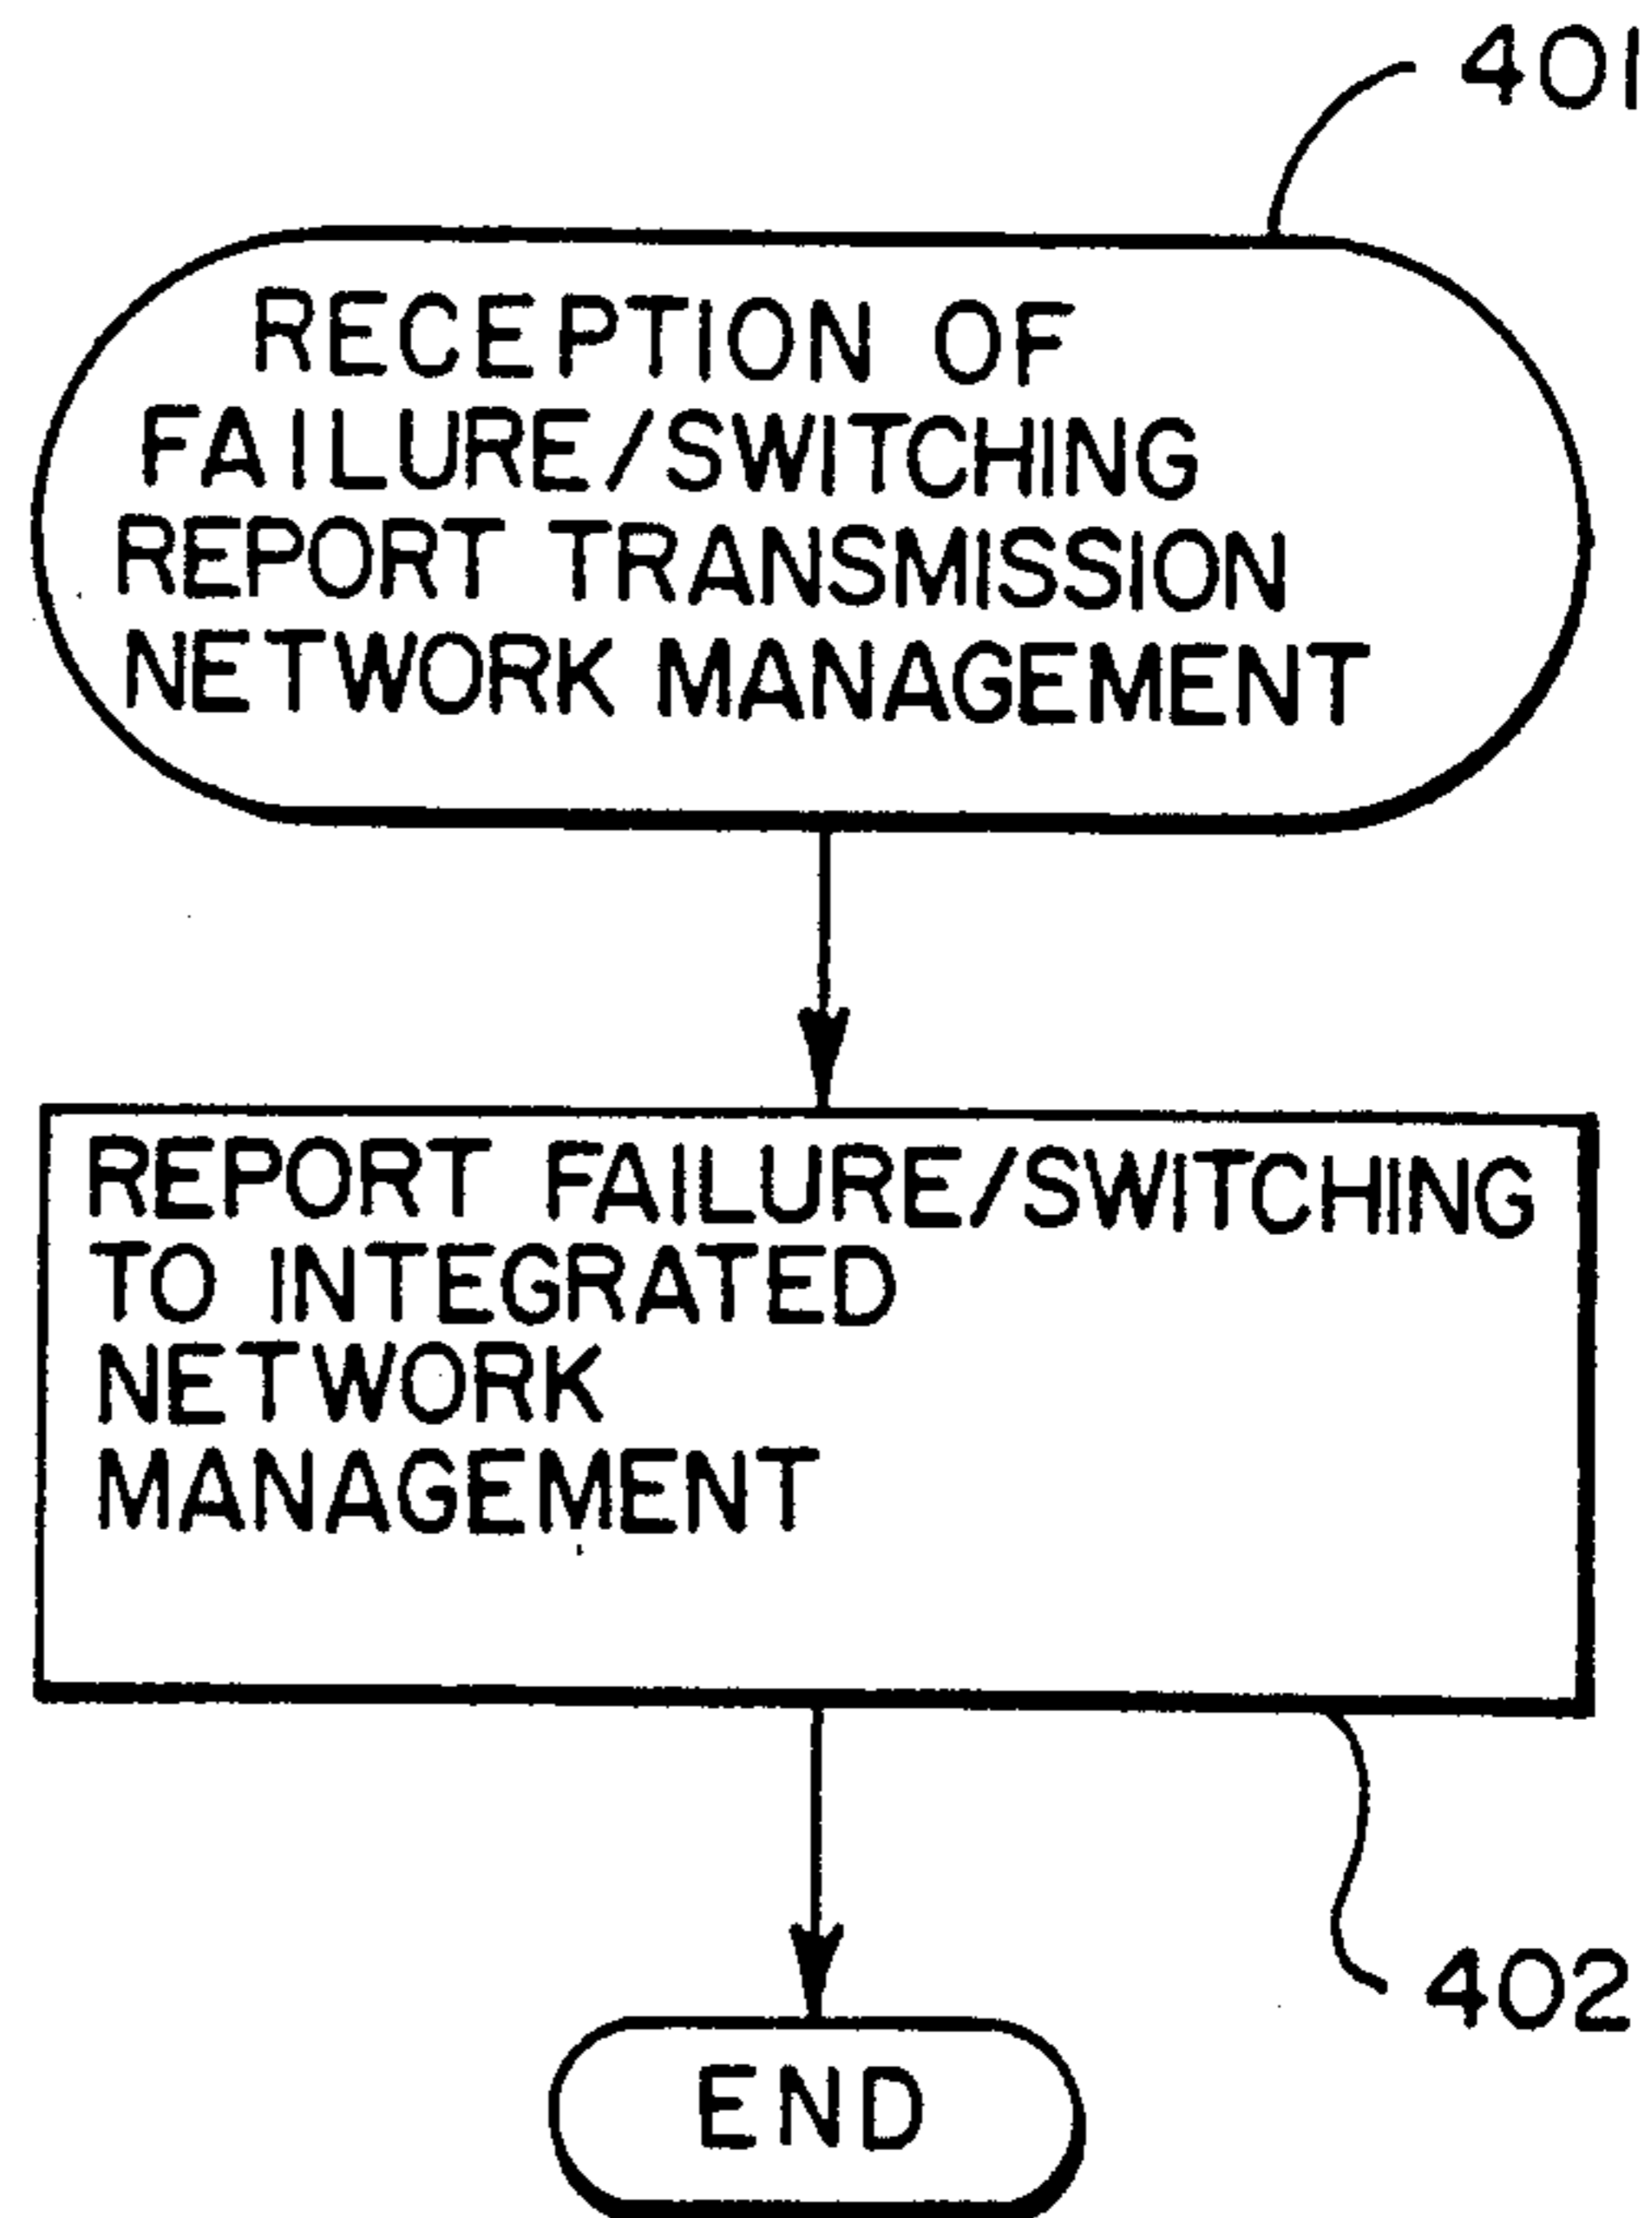 401
RECEPTION OF
FAILURE/SWITCHING
REPORT TRANSMISSION
NETWORK MANAGEMENT
REPORT FAILURE/SWITCHING
TO INTEGRATED
NETWORK
MANAGEMENT
402
END